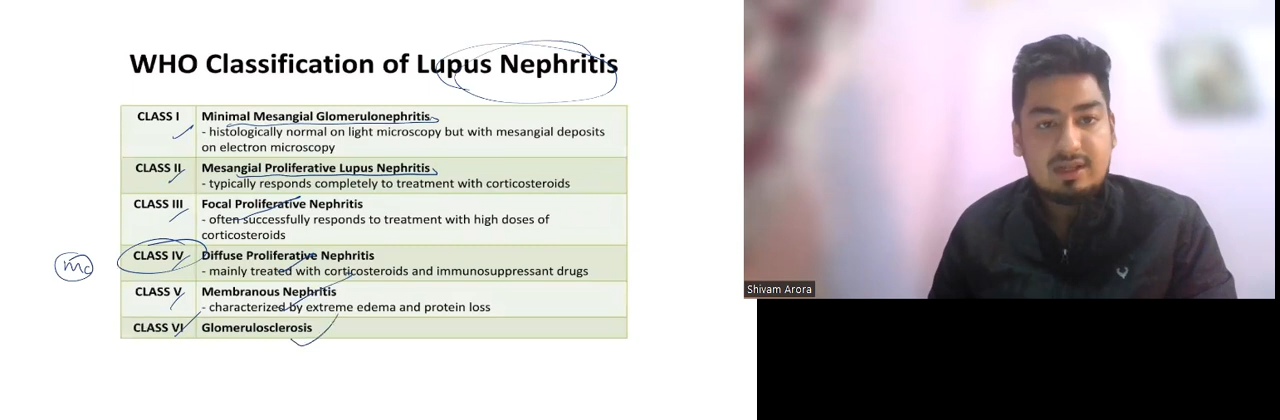 WHO Classification of Lupus Nephritis
CLASS I
Minimal Mesangial Glomerulonephritis
- histologically normal on light microscopy but with mesangial deposits
on electron microscopy
CLASS II
Mesangial Proliferative Lupus Nephritis
- typically responds completely to treatment with corticosteroids
CLASS III
Focal Proliferative Nephritis
- often successfully responds to treatment with high doses of
corticosteroids
mc
CLASS IV
Diffuse Proliferative Nephritis
- mainly treated with corticosteroids and immunosuppressant drugs
CLASS V
Membranous Nephritis
- characterized by extreme edema and protein loss
CLASS VI
Glomerulosclerosis
Shivam Arora